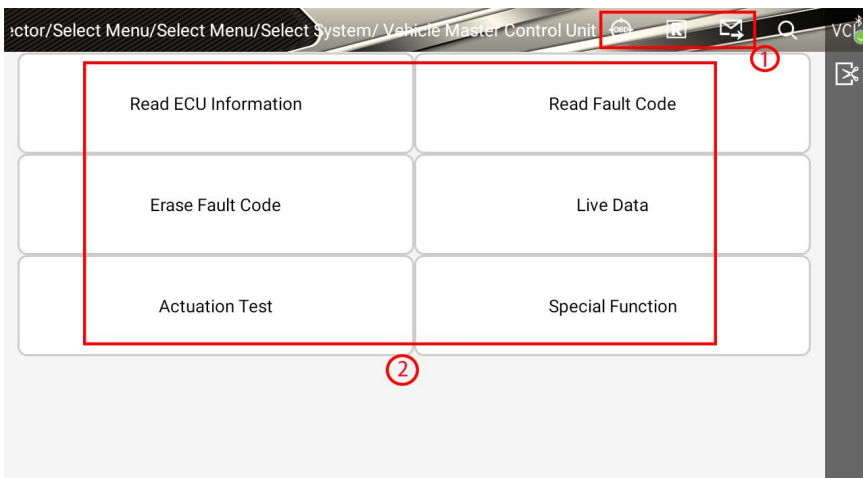 ector/Select Menu/Select Menu/Select System/ Vehicle Master Control Unit OBD R VCI
1
Read ECU Information Read Fault Code
Erase Fault Code Live Data
Actuation Test Special Function
2